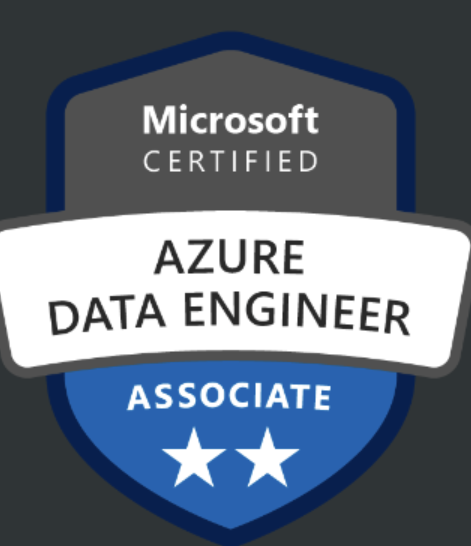 Microsoft
CERTIFIED
AZURE
DATA ENGINEER
ASSOCIATE